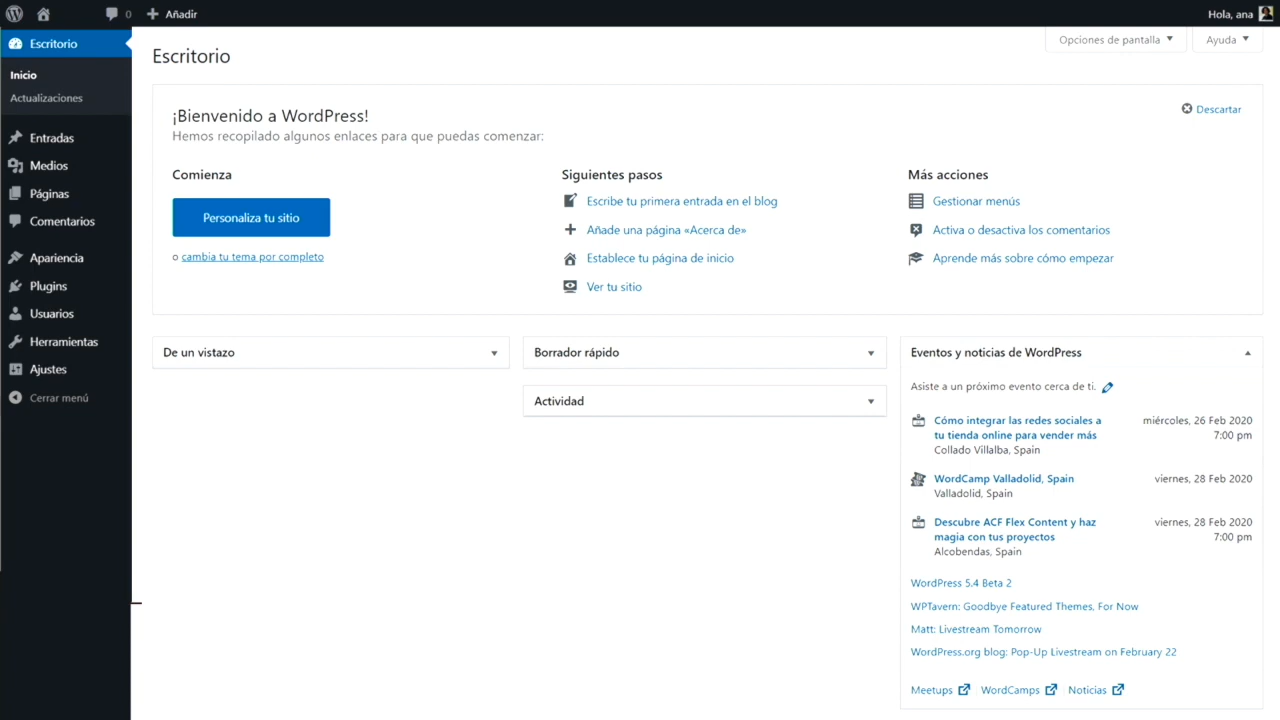 0 Añadir
Hola, ana
Escritorio
Inicio
Actualizaciones
Entradas
Medios
Páginas
Comentarios
Apariencia
Plugins
Usuarios
Herramientas
Ajustes
Cerrar menú
Opciones de pantalla
Ayuda
Escritorio
¡Bienvenido a WordPress!
Descartar
Hemos recopilado algunos enlaces para que puedas comenzar:
Comienza
Personaliza tu sitio
o cambia tu tema por completo
Siguientes pasos
Escribe tu primera entrada en el blog
Añade una página «Acerca de»
Establece tu página de inicio
Ver tu sitio
Más acciones
Gestionar menús
Activa o desactiva los comentarios
Aprende más sobre cómo empezar
De un vistazo
Borrador rápido
Actividad
Eventos y noticias de WordPress
Asiste a un próximo evento cerca de ti.
Cómo integrar las redes sociales a
tu tienda online para vender más
Collado Villalba, Spain
miércoles, 26 Feb 2020
7:00 pm
WordCamp Valladolid, Spain
Valladolid, Spain
viernes, 28 Feb 2020
Descubre ACF Flex Content y haz
magia con tus proyectos
Alcobendas, Spain
viernes, 28 Feb 2020
7:00 pm
WordPress 5.4 Beta 2
WPTavern: Goodbye Featured Themes, For Now
Matt: Livestream Tomorrow
WordPress.org blog: Pop-Up Livestream on February 22
Meetups WordCamps Noticias